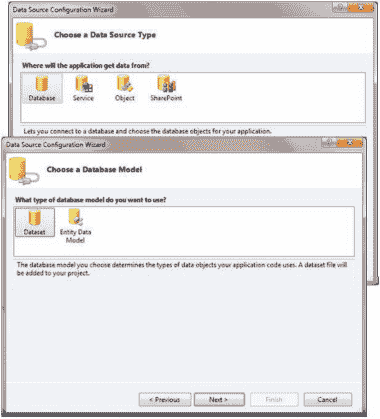 Data Source Configuration Wizard
Choose a Data Source Type
Where will the application get data from?
Database
Service
Object
SharePoint
Lets you connect to a database and choose the database objects for your application.
Data Source Configuration Wizard
Choose a Database Model
What type of database model do you want to use?
Dataset
Entity Data
Model
The database model you choose determines the types of data objects your application code uses. A dataset file will
be added to your project.
< Previous
Next >
Finish
Cancel